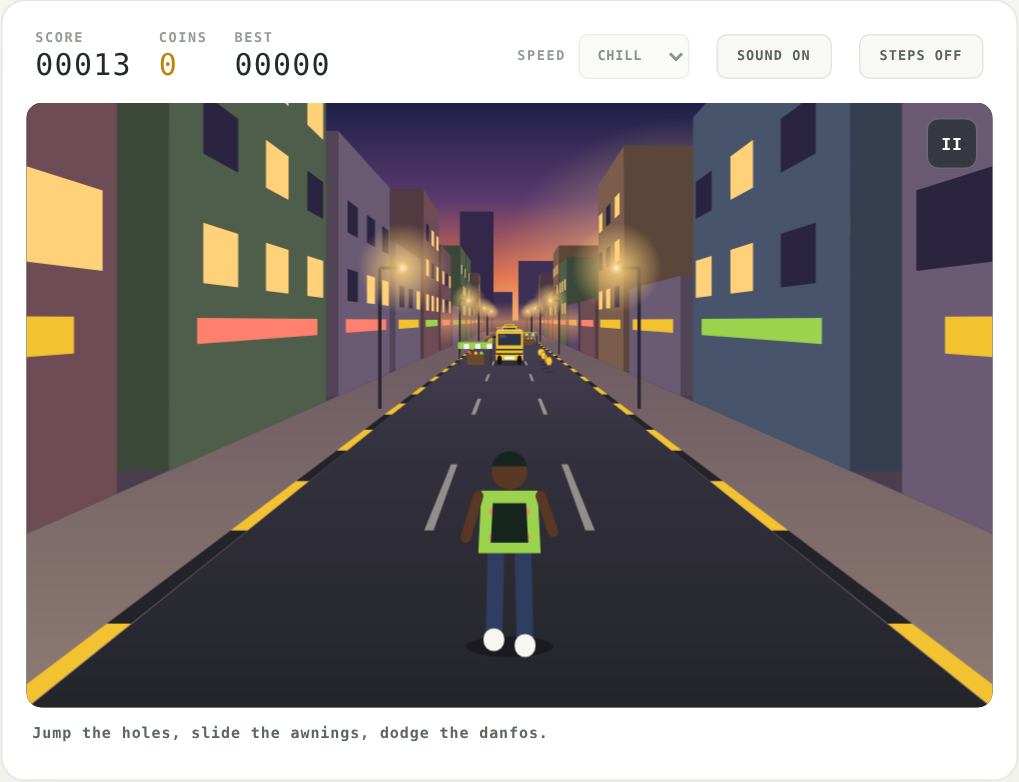 SCORE COINS BEST
00013 0 00000
SPEED CHILL SOUND ON STEPS OFF
II
Jump the holes, slide the awnings, dodge the danfos.